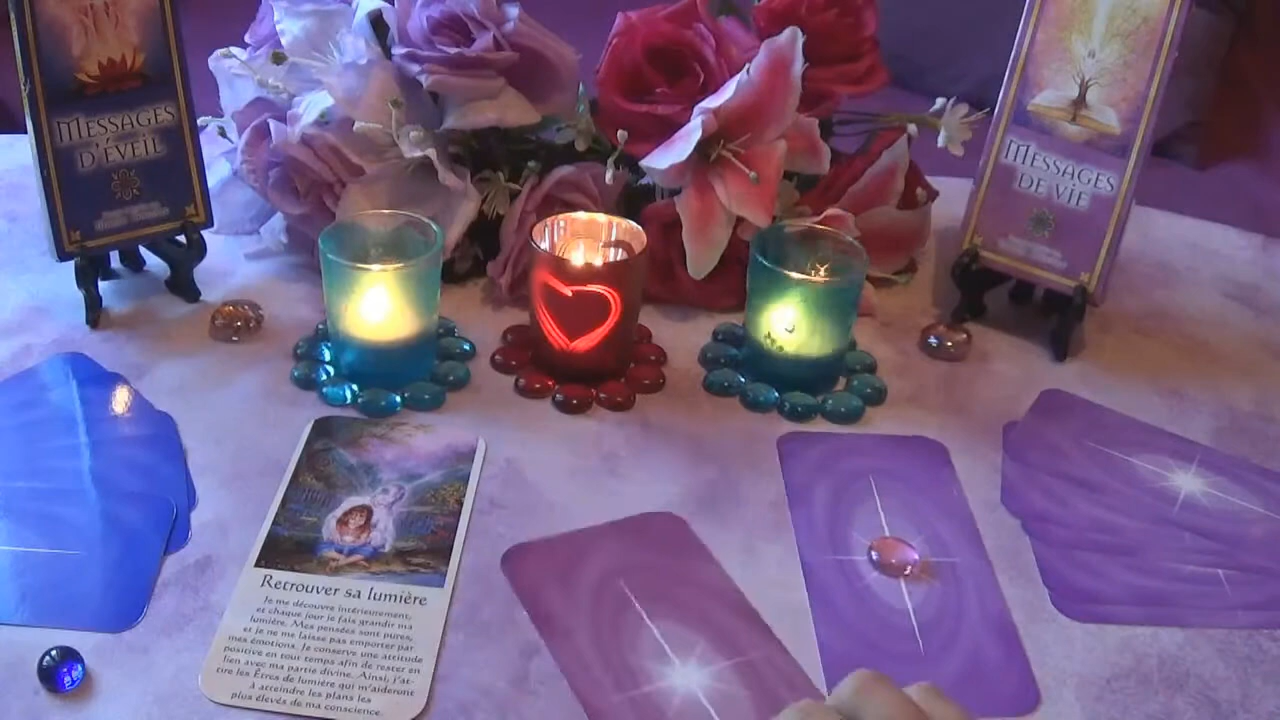 MESSAGES
D'ÉVEIL
MESSAGES
DE VIE
Retrouver sa lumière
Je me découvre intérieurement,
et chaque jour je fais grandir ma
lumière. Mes pensées sont pures,
et je ne me laisse pas emporter par
mes émotions. Je conserve une attitude
positive en tout temps afin de rester en
lien avec ma partie divine. Ainsi, j'at-
tire les Êtres de lumière qui m'aideront
à atteindre les plans les
plus élevés de ma conscience.